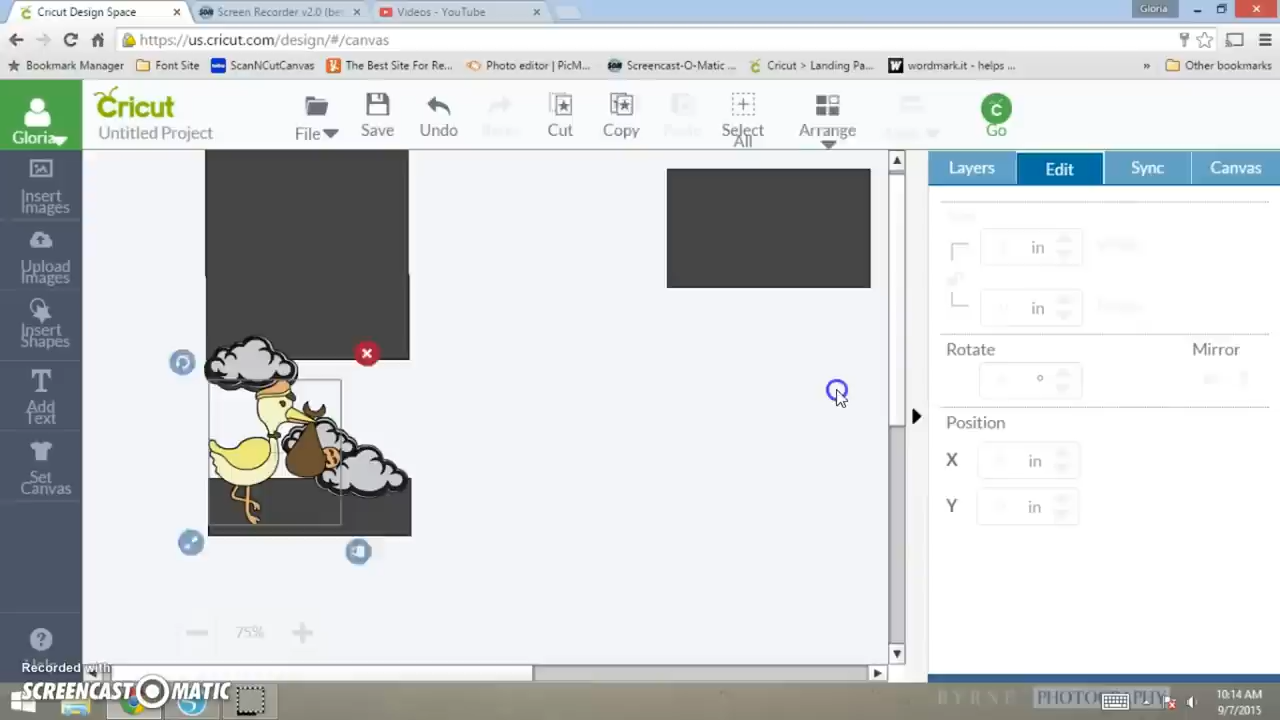 Cricut Design Space
Screen Recorder v2.0 (be
Videos - YouTube
Gloria
https://us.cricut.com/design/#/canvas
Bookmark Manager
Font Site
ScanNCutCanvas
The Best Site For Re...
Photo editor | PicM...
Screencast-O-Matic ...
Cricut > Landing Pa...
wordmark.it - helps ...
»
Other bookmarks
Gloria
Cricut
Untitled Project
File
Save
Undo
Cut
Copy
Select
All
Arrange
Go
Layers
Edit
Sync
Canvas
Insert
Images
Upload
Images
Insert
Shapes
Add
Text
Set
Canvas
in
in
Rotate
Mirror
°
Position
X
in
Y
in
75%
Recorded with
SCREENCAST-O-MATIC
BYRNE PHOTOGRAPHY
10:14 AM
9/7/2015